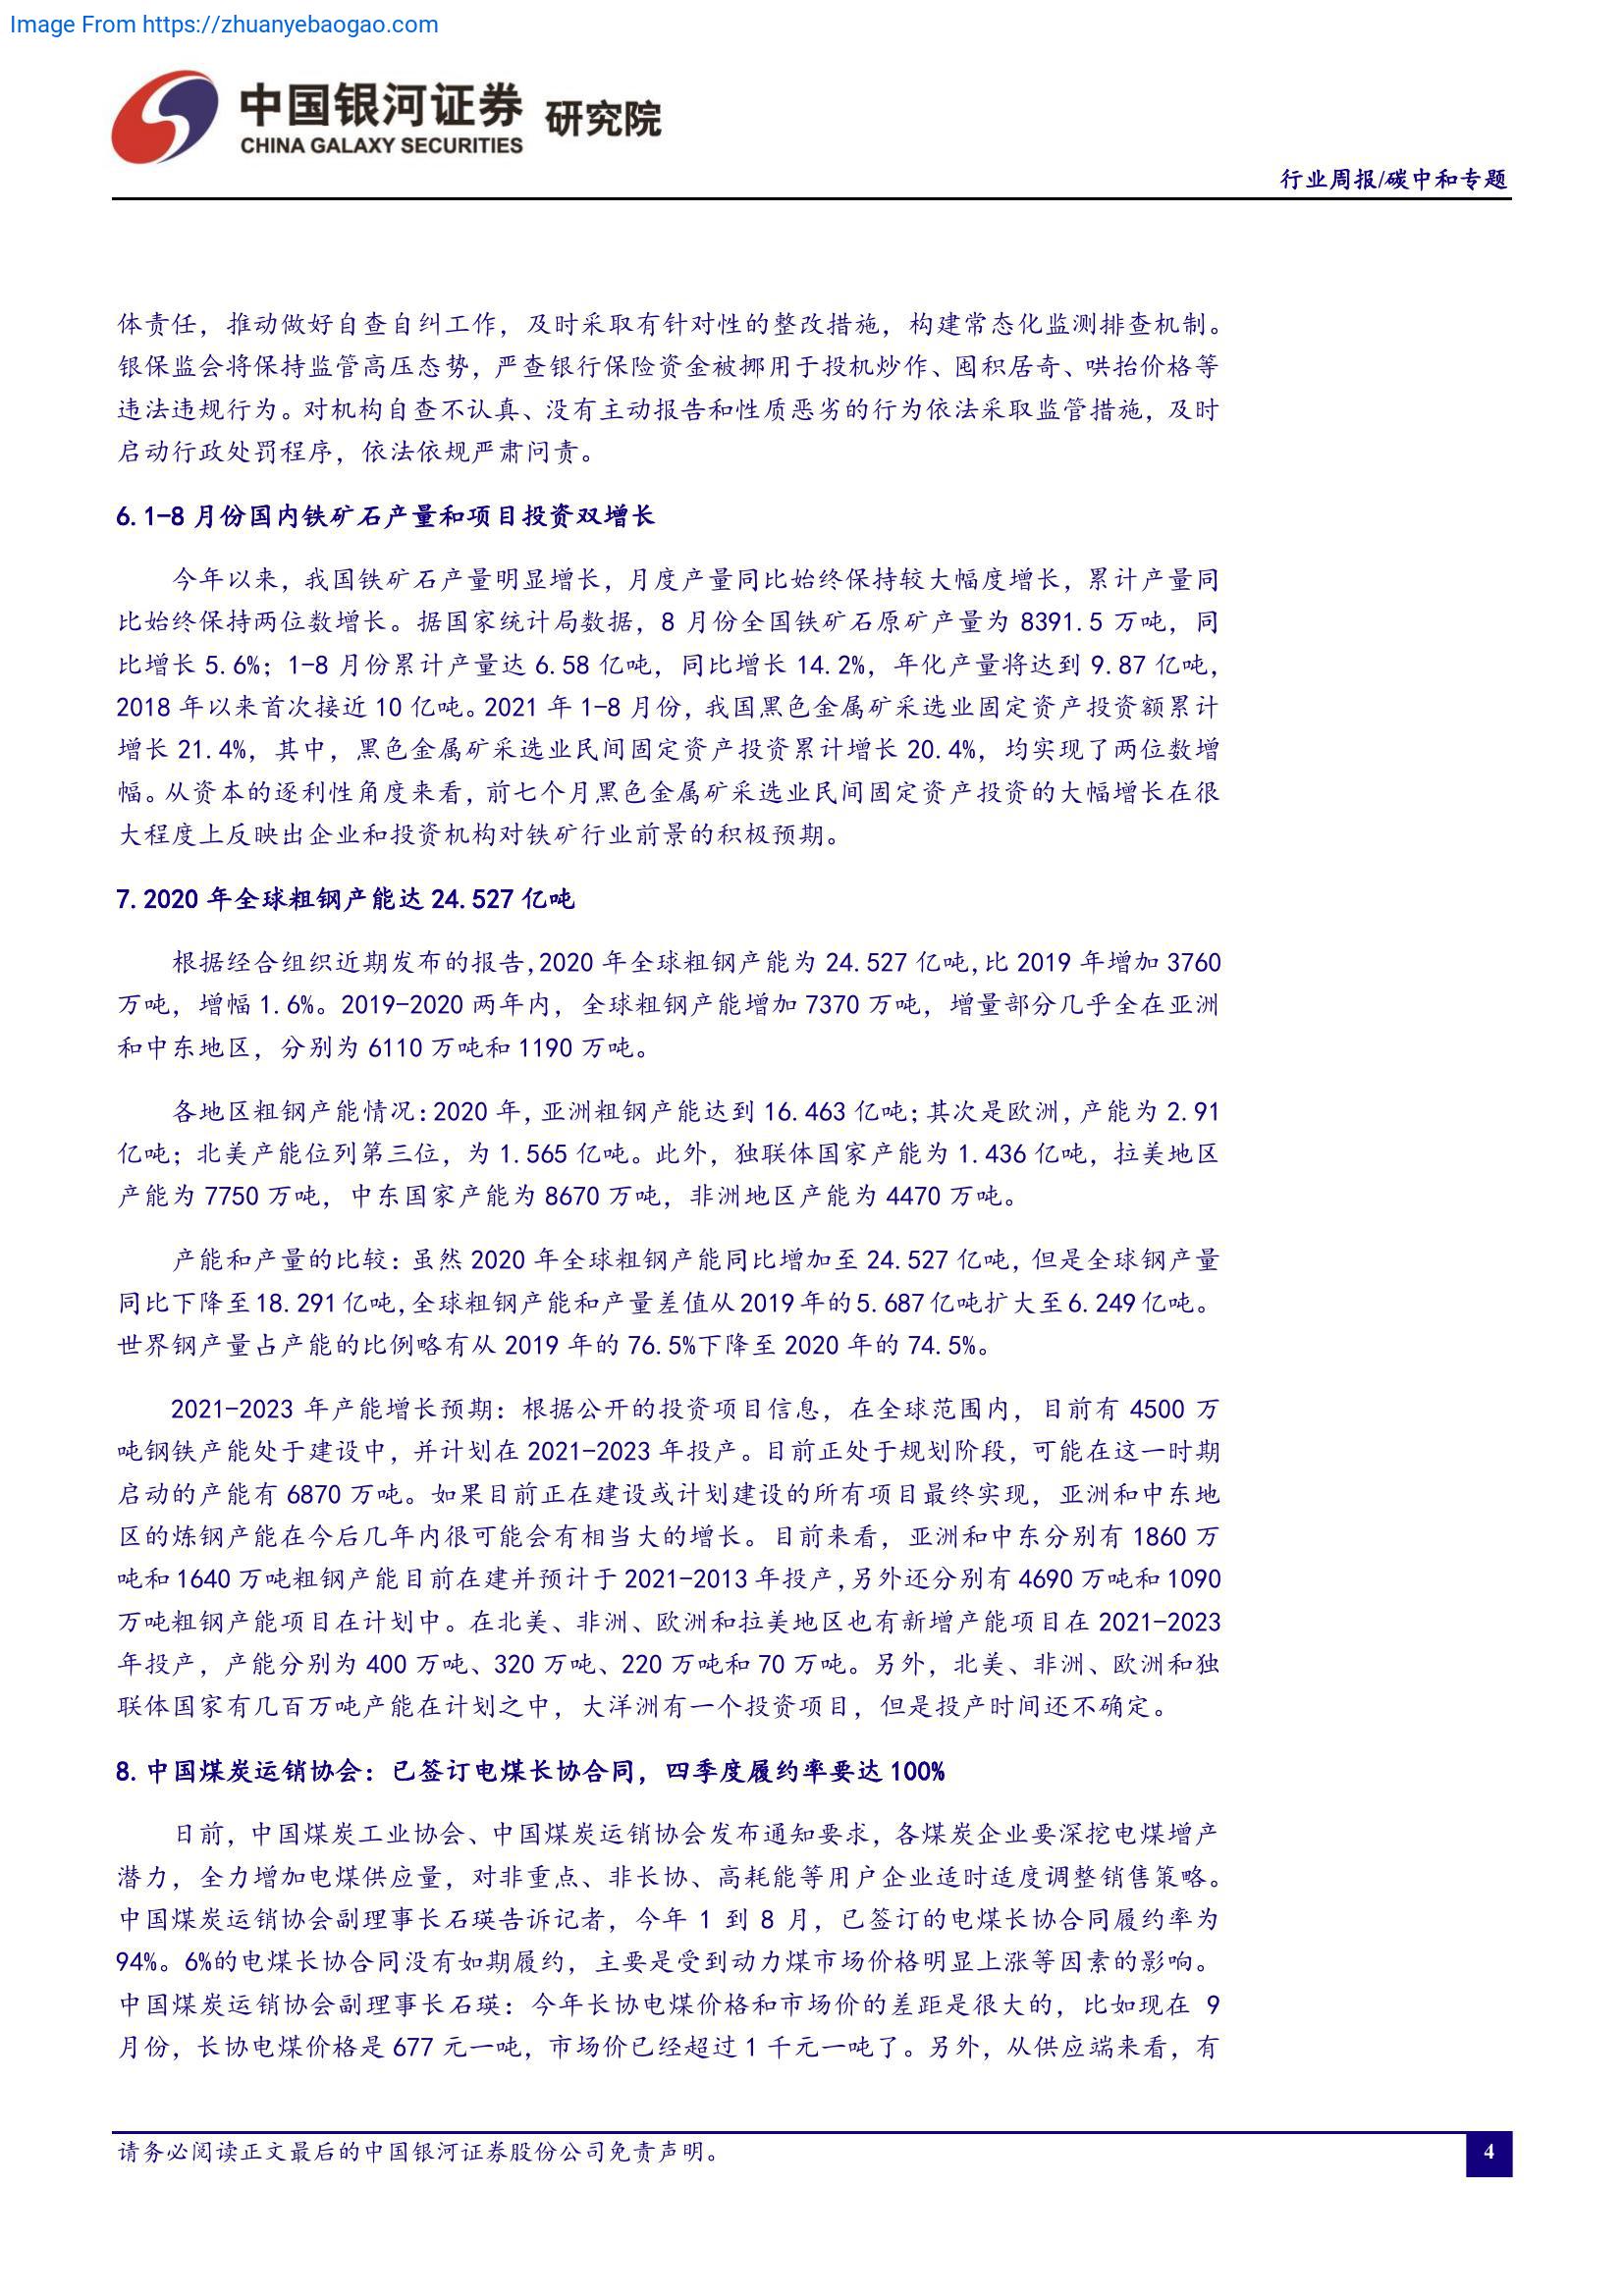 Image From https://zhuanyebaogao.com
中国银河证券 研究院
CHINA GALAXY SECURITIES
行业周报/碳中和专题
体责任，推动做好自查自纠工作，及时采取有针对性的整改措施，构建常态化监测排查机制。
银保监会将保持监管高压态势，严查银行保险资金被挪用于投机炒作、囤积居奇、哄抬价格等
违法违规行为。对机构自查不认真、没有主动报告和性质恶劣的行为依法采取监管措施，及时
启动行政处罚程序，依法依规严肃问责。
6.1-8 月份国内铁矿石产量和项目投资双增长
今年以来，我国铁矿石产量明显增长，月度产量同比始终保持较大幅度增长，累计产量同
比始终保持两位数增长。据国家统计局数据，8 月份全国铁矿石原矿产量为 8391.5 万吨，同
比增长 5.6%；1-8 月份累计产量达 6.58 亿吨，同比增长 14.2%，年化产量将达到 9.87 亿吨，
2018 年以来首次接近 10 亿吨。2021 年 1-8 月份，我国黑色金属矿采选业固定资产投资额累计
增长 21.4%，其中，黑色金属矿采选业民间固定资产投资累计增长 20.4%，均实现了两位数增
幅。从资本的逐利性角度来看，前七个月黑色金属矿采选业民间固定资产投资的大幅增长在很
大程度上反映出企业和投资机构对铁矿行业前景的积极预期。
7.2020 年全球粗钢产能达 24.527 亿吨
根据经合组织近期发布的报告，2020 年全球粗钢产能为 24.527 亿吨，比 2019 年增加 3760
万吨，增幅 1.6%。2019-2020 两年内，全球粗钢产能增加 7370 万吨，增量部分几乎全在亚洲
和中东地区，分别为 6110 万吨和 1190 万吨。
各地区粗钢产能情况：2020 年，亚洲粗钢产能达到 16.463 亿吨；其次是欧洲，产能为 2.91
亿吨；北美产能位列第三位，为 1.565 亿吨。此外，独联体国家产能为 1.436 亿吨，拉美地区
产能为 7750 万吨，中东国家产能为 8670 万吨，非洲地区产能为 4470 万吨。
产能和产量的比较：虽然 2020 年全球粗钢产能同比增加至 24.527 亿吨，但是全球钢产量
同比下降至 18.291 亿吨，全球粗钢产能和产量差值从 2019 年的 5.687 亿吨扩大至 6.249 亿吨。
世界钢产量占产能的比例略有从 2019 年的 76.5%下降至 2020 年的 74.5%。
2021-2023 年产能增长预期：根据公开的投资项目信息，在全球范围内，目前有 4500 万
吨钢铁产能处于建设中，并计划在 2021-2023 年投产。目前正处于规划阶段，可能在这一时期
启动的产能有 6870 万吨。如果目前正在建设或计划建设的所有项目最终实现，亚洲和中东地
区的炼钢产能在今后几年内很可能会有相当大的增长。目前来看，亚洲和中东分别有 1860 万
吨和 1640 万吨粗钢产能目前在建并预计于 2021-2013 年投产，另外还分别有 4690 万吨和 1090
万吨粗钢产能项目在计划中。在北美、非洲、欧洲和拉美地区也有新增产能项目在 2021-2023
年投产，产能分别为 400 万吨、320 万吨、220 万吨和 70 万吨。另外，北美、非洲、欧洲和独
联体国家有几百万吨产能在计划之中，大洋洲有一个投资项目，但是投产时间还不确定。
8.中国煤炭运销协会：已签订电煤长协合同，四季度履约率要达 100%
日前，中国煤炭工业协会、中国煤炭运销协会发布通知要求，各煤炭企业要深挖电煤增产
潜力，全力增加电煤供应量，对非重点、非长协、高耗能等用户企业适时适度调整销售策略。
中国煤炭运销协会副理事长石瑛告诉记者，今年 1 到 8 月，已签订的电煤长协合同履约率为
94%。6%的电煤长协合同没有如期履约，主要是受到动力煤市场价格明显上涨等因素的影响。
中国煤炭运销协会副理事长石瑛：今年长协电煤价格和市场价的差距是很大的，比如现在 9
月份，长协电煤价格是 677 元一吨，市场价已经超过 1 千元一吨了。另外，从供应端来看，有
请务必阅读正文最后的中国银河证券股份公司免责声明。
4